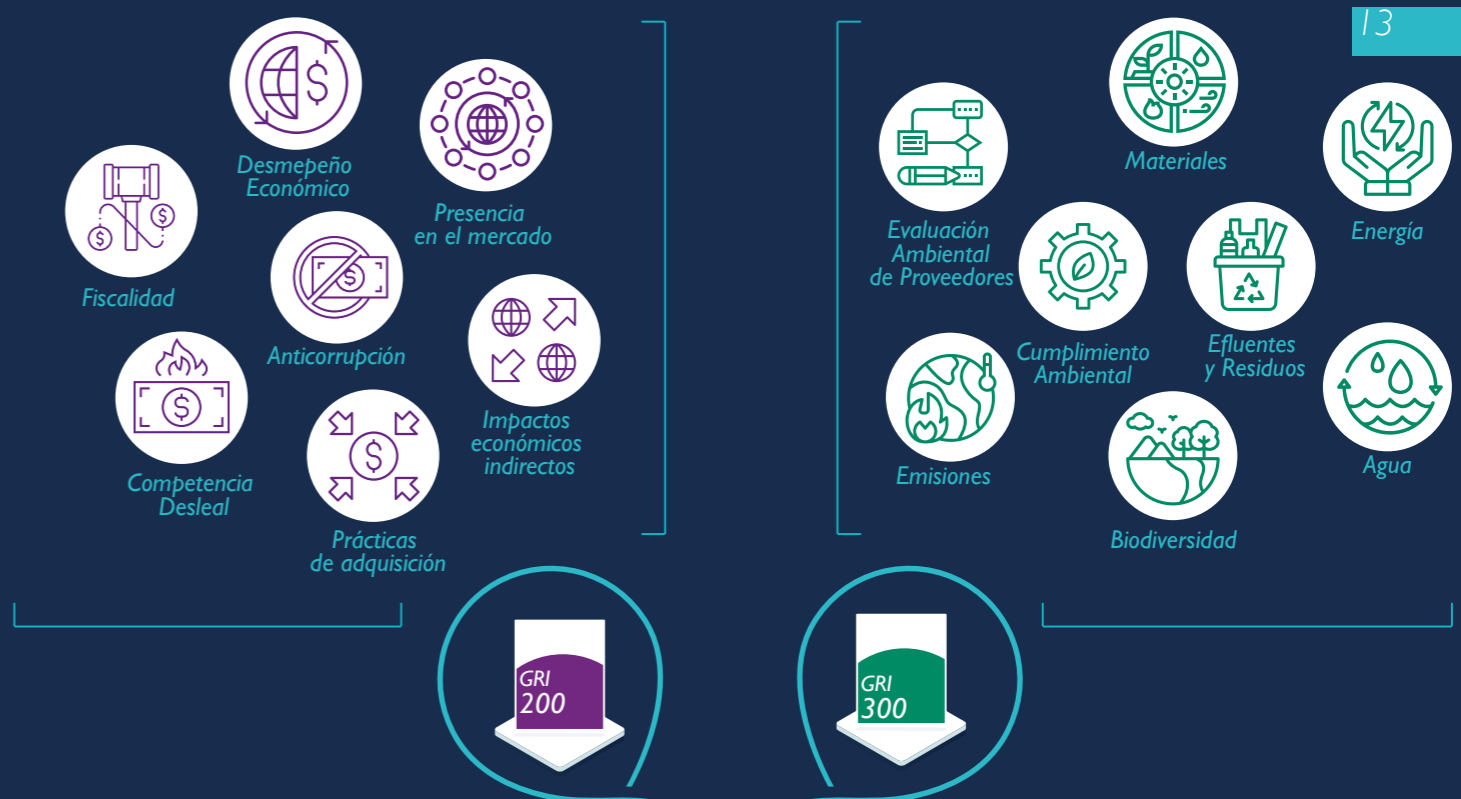 13
Desmepeño
Económico
Presencia
en el mercado
Fiscalidad
Anticorrupción
Impactos
económicos
indirectos
Competencia
Desleal
Prácticas
de adquisición
GRI
200
Materiales
Evaluación
Ambiental
de Proveedores
Energía
Cumplimiento
Ambiental
Efluentes
y Residuos
Emisiones
Agua
Biodiversidad
GRI
300